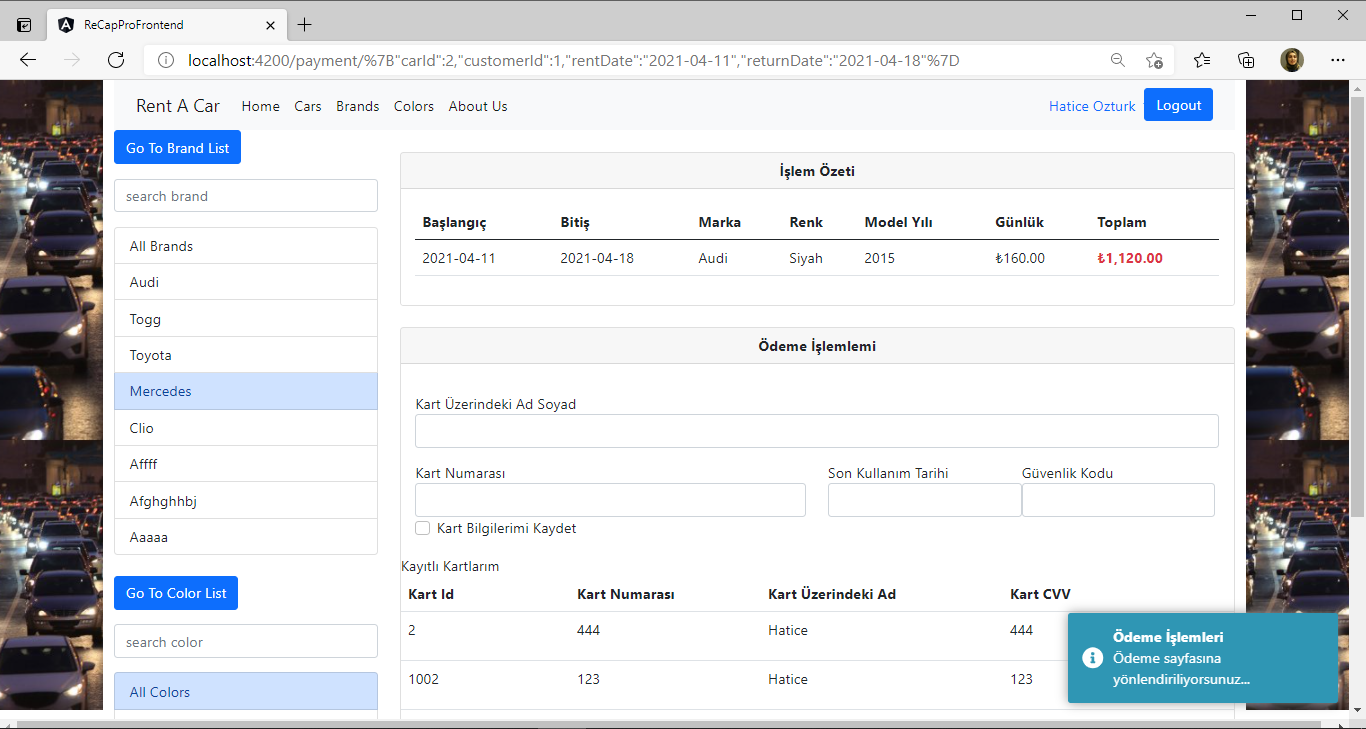 ReCapProFrontend
localhost:4200/payment/%7B"carId":2,"customerId":1,"rentDate":"2021-04-11","returnDate":"2021-04-18"%7D
Rent A Car Home Cars Brands Colors About Us Hatice Ozturk Logout
Go To Brand List
search brand
All Brands
Audi
Togg
Toyota
Mercedes
Clio
Affff
Afghghhbj
Aaaaa
Go To Color List
search color
All Colors
İşlem Özeti
Başlangıç Bitiş Marka Renk Model Yılı Günlük Toplam
2021-04-11 2021-04-18 Audi Siyah 2015 ₺160.00 ₺1,120.00
Ödeme İşlemlemi
Kart Üzerindeki Ad Soyad
Kart Numarası Son Kullanım Tarihi Güvenlik Kodu
Kart Bilgilerimi Kaydet
Kayıtlı Kartlarım
Kart Id Kart Numarası Kart Üzerindeki Ad Kart CVV
2 444 Hatice 444
1002 123 Hatice 123
Ödeme İşlemleri
Ödeme sayfasına
yönlendiriliyorsunuz...